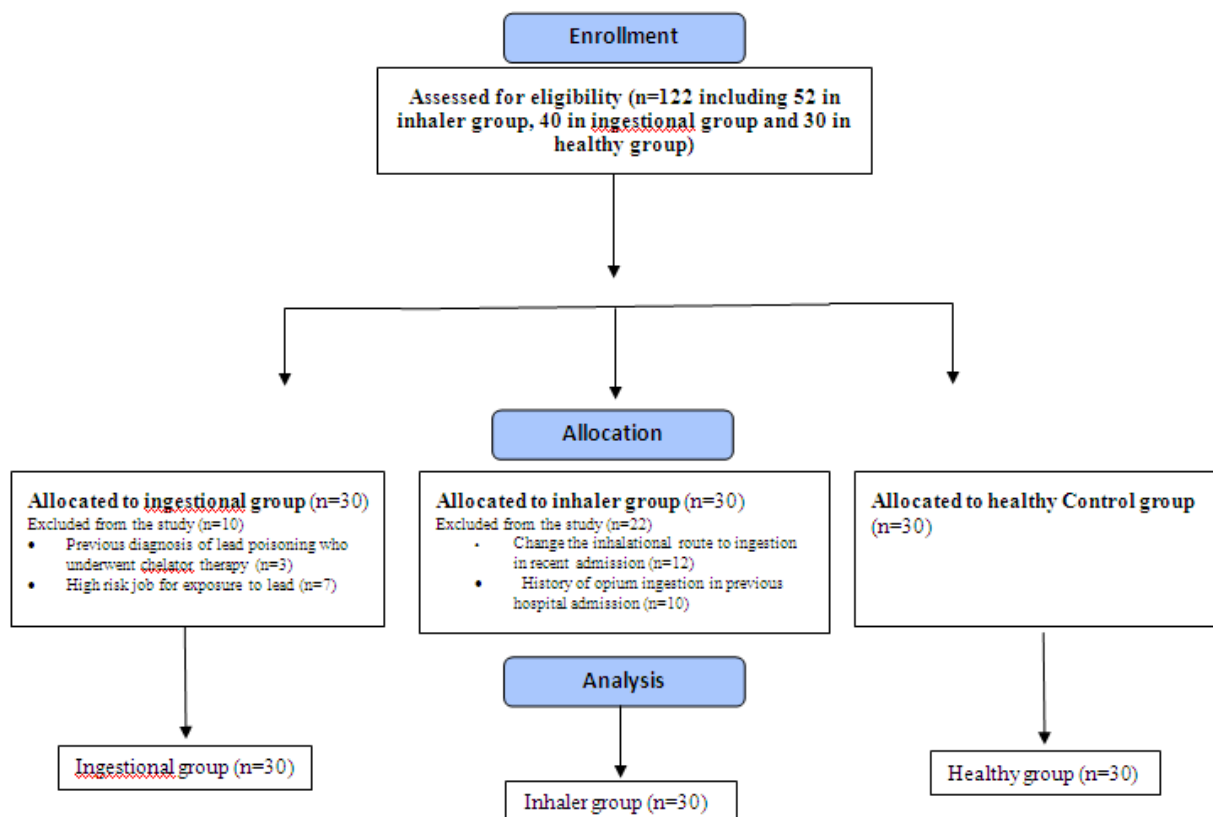 Enrollment
Assessed for eligibility (n=122 including 52 in
inhaler group, 40 in ingestional group and 30 in
healthy group)
Allocation
Allocated to ingestional group (n=30)
Excluded from the study (n=10)
• Previous diagnosis of lead poisoning who
underwent chelator therapy (n=3)
• High risk job for exposure to lead (n=7)
Allocated to inhaler group (n=30)
Excluded from the study (n=22)
• Change the inhalational route to ingestion
in recent admission (n=12)
• History of opium ingestion in previous
hospital admission (n=10)
Allocated to healthy Control group
(n=30)
Analysis
Ingestional group (n=30)
Inhaler group (n=30)
Healthy group (n=30)